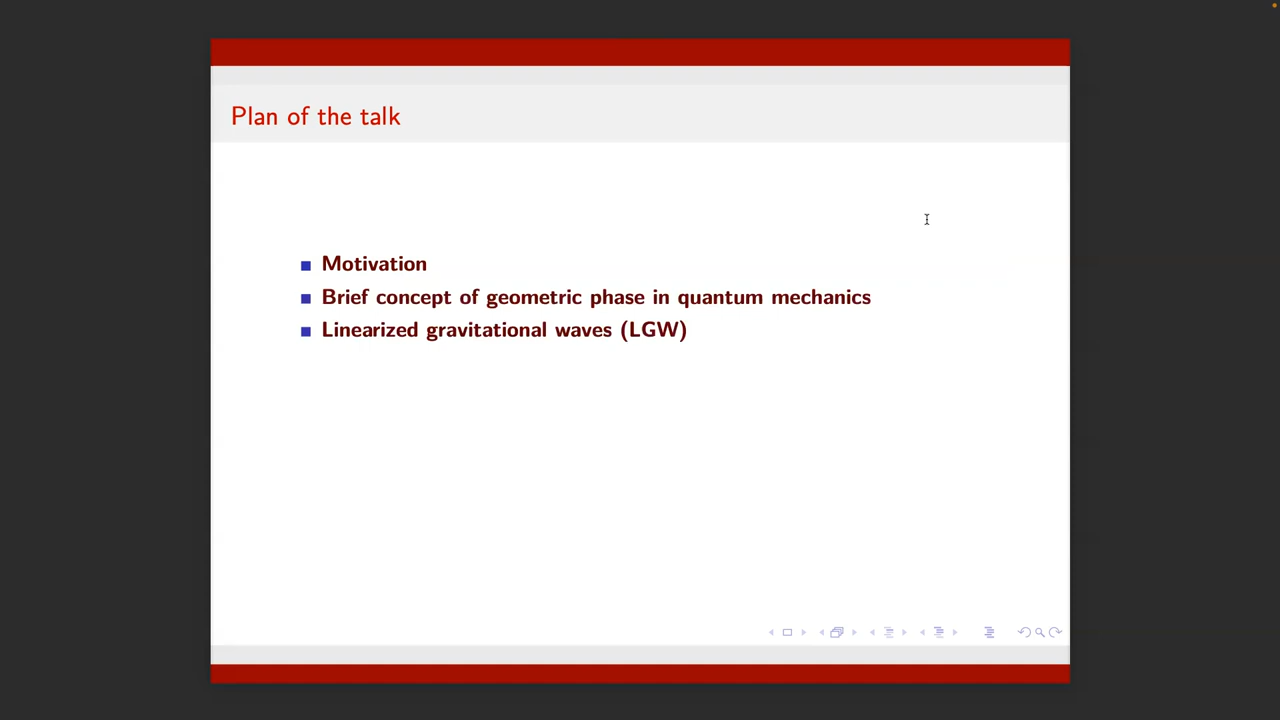 Plan of the talk
Motivation
Brief concept of geometric phase in quantum mechanics
Linearized gravitational waves (LGW)